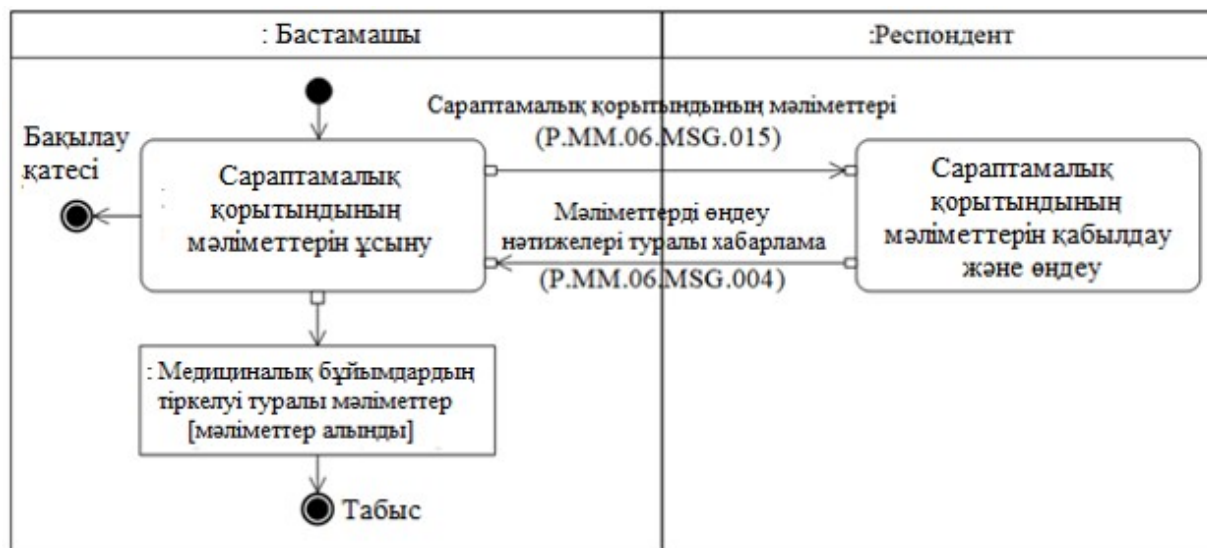 : Бастамашы
:Респондент
Сараптамалық қорытындының мәліметтері
(P.MM.06.MSG.015)
Бақылау
қатесі
:
Сараптамалық
қорытындының
мәліметтерін ұсыну
Мәліметтерді өңдеу
нәтижелері туралы хабарлама
(P.MM.06.MSG.004)
Сараптамалық
қорытындының
мәліметтерін қабылдау
және өңдеу
: Медициналық бұйымдардың
тіркелуі туралы мәліметтер
[мәліметтер алынды]
Табыс